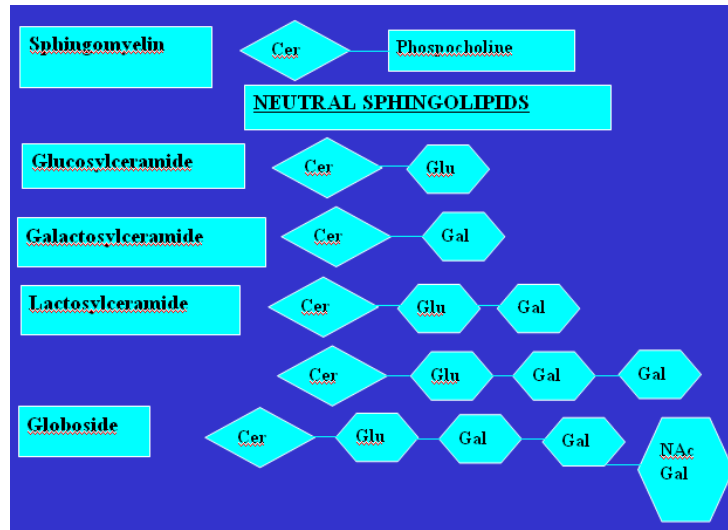 Sphingomyelin Cer Phospocholine
NEUTRAL SPHINGOLIPIDS
Glucosylceramide Cer Glu
Galactosylceramide Cer Gal
Lactosylceramide Cer Glu Gal
Cer Glu Gal Gal
Globoside Cer Glu Gal Gal NAc
Gal